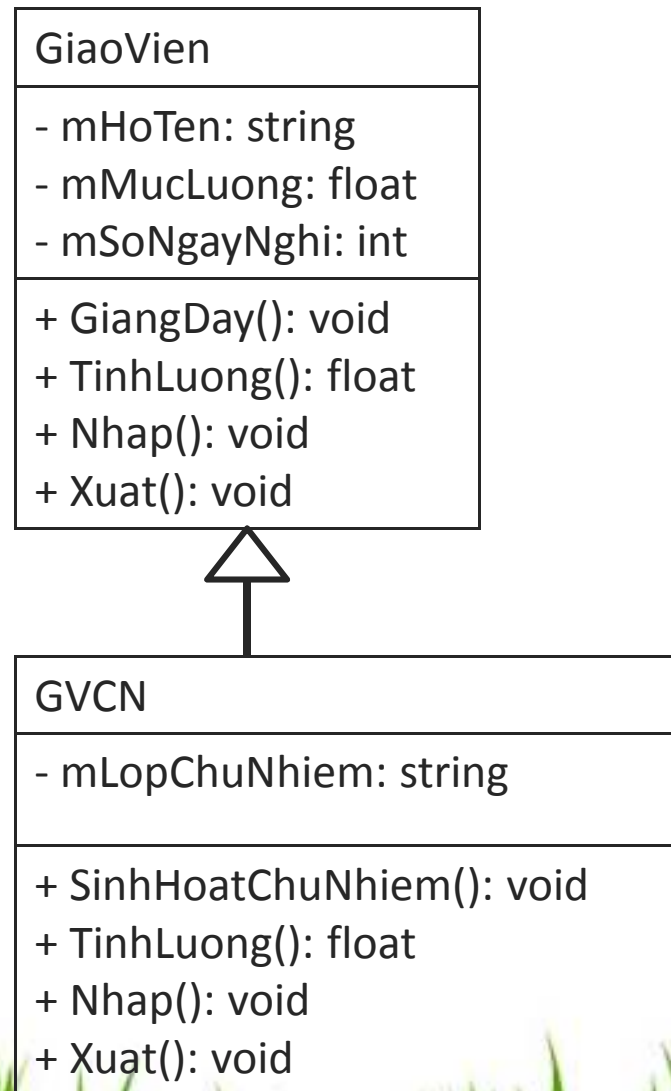 GiaoVien
- mHoTen: string
- mMucLuong: float
- mSoNgayNghi: int
+ GiangDay(): void
+ TinhLuong(): float
+ Nhap(): void
+ Xuat(): void
GVCN
- mLopChuNhiem: string
+ SinhHoatChuNhiem(): void
+ TinhLuong(): float
+ Nhap(): void
+ Xuat(): void